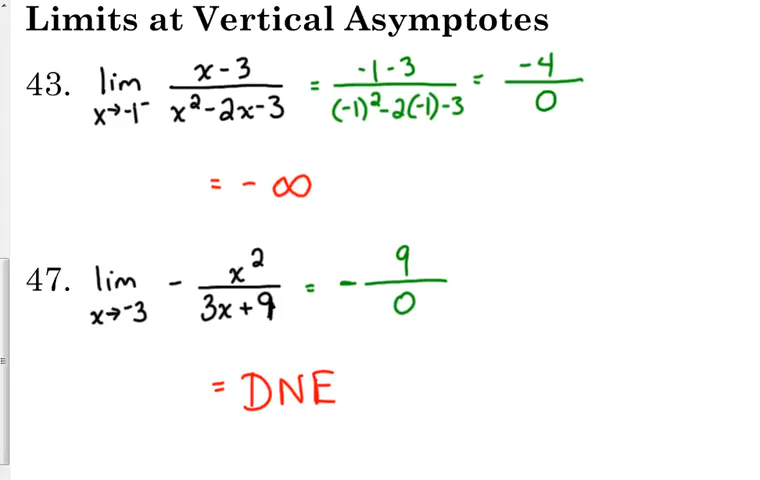 Limits at Vertical Asymptotes
43. lim x→-1⁻ (x-3)/(x²-2x-3) = (-1-3)/((-1)²-2(-1)-3) = -4/0
= -∞
47. lim x→-3 - x²/(3x+9) = - 9/0
= DNE